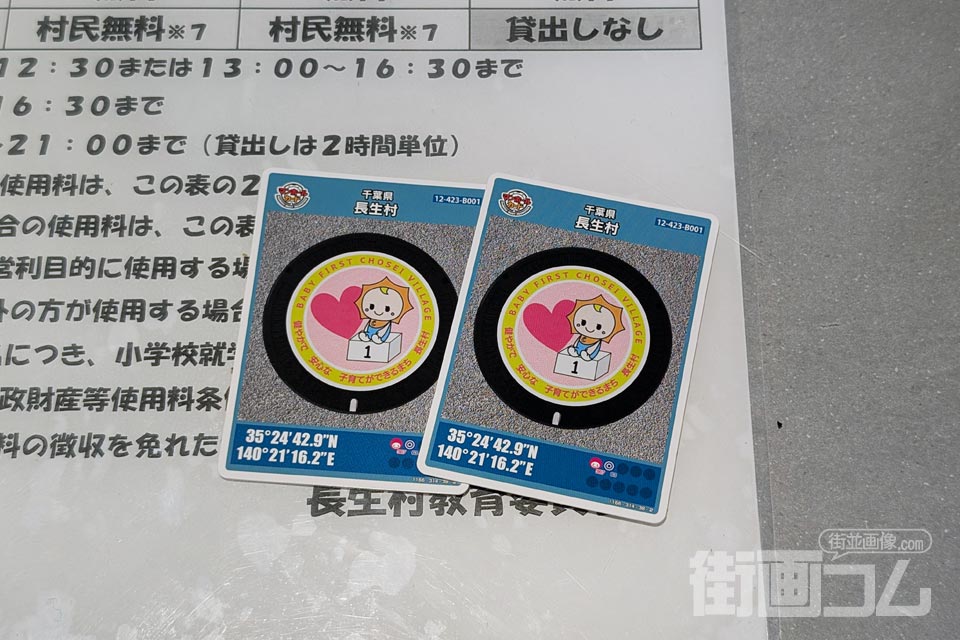 村民無料※7 村民無料※7 貸出しなし
12：30または13：00～16：30まで
16：30まで
～21：00まで（貸出しは2時間単位）
使用料は、この表の2
合の使用料は、この表
営利目的に使用する場
外の方が使用する場合
につき、小学校就学
政財産等使用料条
料の徴収を免れた
長生村教育委員
千葉県
長生村
12-423-B001
BABY FIRST CHOSEI VILLAGE
健やかで 安心な 子育てができるまち 長生村
1
35°24'42.9"N
140°21'16.2"E
千葉県
長生村
12-423-B001
BABY FIRST CHOSEI VILLAGE
健やかで 安心な 子育てができるまち 長生村
1
35°24'42.9"N
140°21'16.2"E
街並画像.com
街画コム